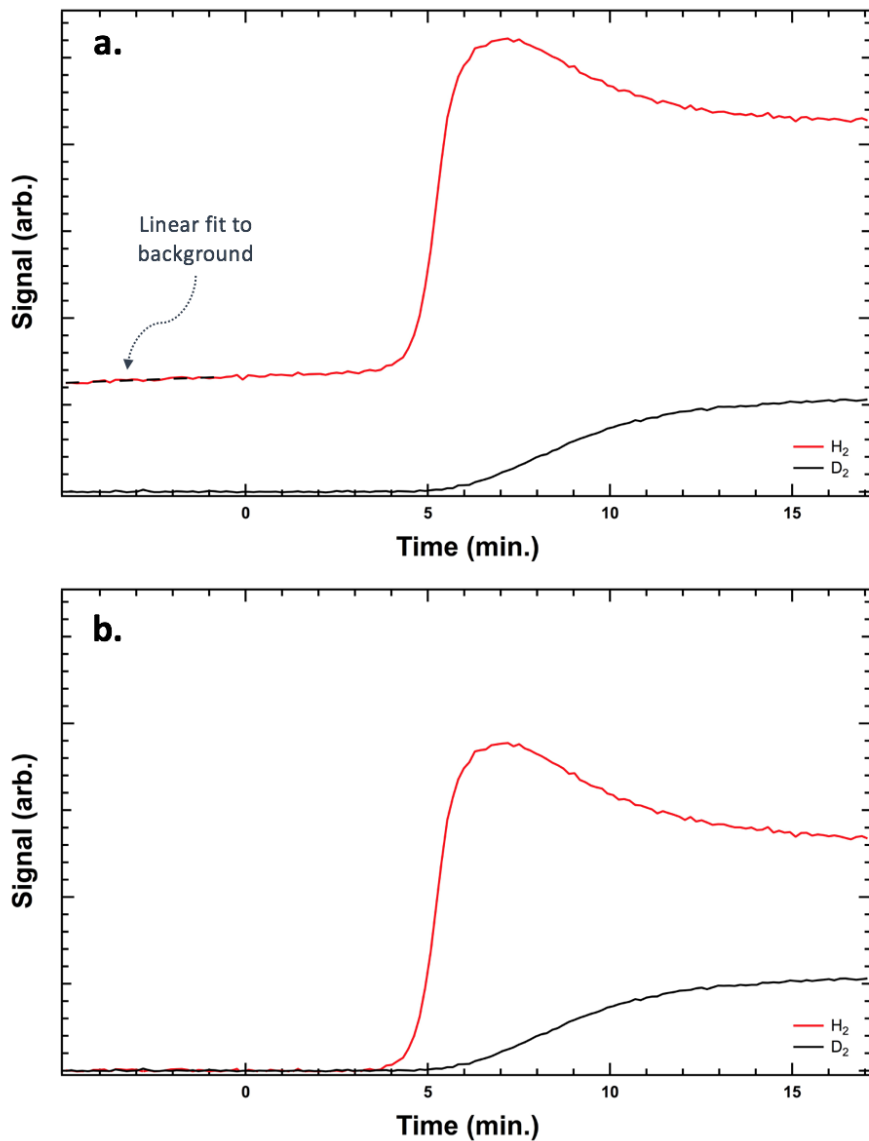 a.
Signal (arb.)
Linear fit to
background
H₂
D₂
0 5 10 15
Time (min.)
b.
Signal (arb.)
H₂
D₂
0 5 10 15
Time (min.)